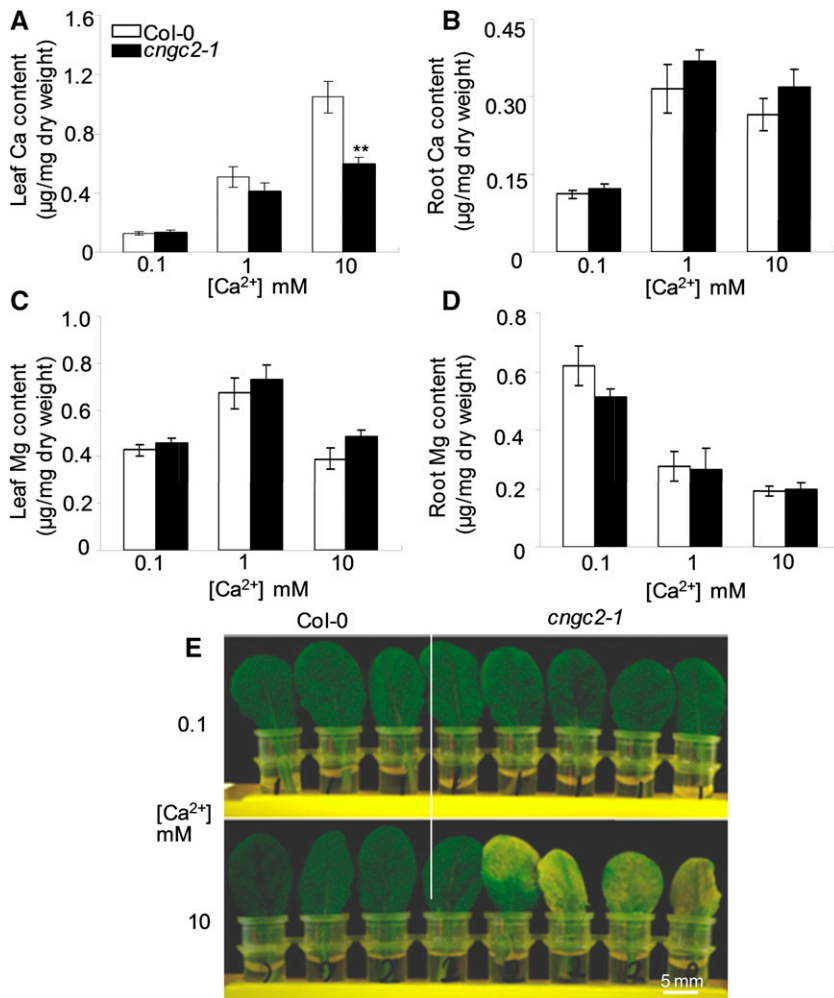 A
Col-0
cngc2-1
Leaf Ca content
(µg/mg dry weight)
1.6
1.2
0.8
0.4
0
**
0.1 1 10
[Ca²⁺] mM
B
Root Ca content
(µg/mg dry weight)
0.45
0.30
0.15
0
0.1 1 10
[Ca²⁺] mM
C
Leaf Mg content
(µg/mg dry weight)
1.0
0.8
0.6
0.4
0.2
0
0.1 1 10
[Ca²⁺] mM
D
Root Mg content
(µg/mg dry weight)
0.8
0.6
0.4
0.2
0
0.1 1 10
[Ca²⁺] mM
E
Col-0 cngc2-1
0.1
[Ca²⁺]
mM
10
5 mm